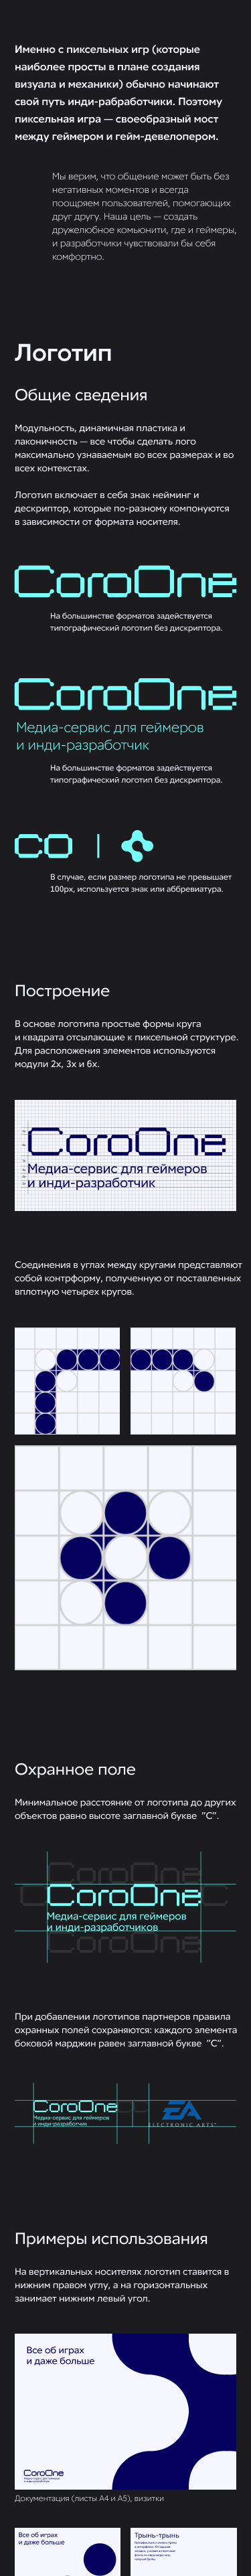 Именно с пиксельных игр (которые
наиболее просты в плане создания
визуала и механики) обычно начинают
свой путь инди-рабработчики. Поэтому
пиксельная игра — своеобразный мост
между геймером и гейм-девелопером.
Мы верим, что общение может быть без
негативных моментов и всегда
поощряем пользователей, помогающих
друг другу. Наша цель — создать
дружелюбное комьюнити, где и геймеры,
и разработчики чувствовали бы себя
комфортно.
Логотип
Общие сведения
Модульность, динамичная пластика и
лаконичность — все чтобы сделать лого
максимально узнаваемым во всех размерах и во
всех контекстах.
Логотип включает в себя знак нейминг и
дескриптор, которые по-разному компонуются
в зависимости от формата носителя.
CoroOne
На большинстве форматов задействуется
типографический логотип без дискриптора.
CoroOne
Медиа-сервис для геймеров
и инди-разработчик
На большинстве форматов задействуется
типографический логотип без дискриптора.
CO
В случае, если размер логотипа не превышает
100px, используется знак или аббревиатура.
Построение
В основе логотипа простые формы круга
и квадрата отсылающие к пиксельной структуре.
Для расположения элементов используются
модули 2x, 3x и 6x.
CoroOne
Медиа-сервис для геймеров
и инди-разработчик
Соединения в углах между кругами представляют
собой контрформу, полученную от поставленных
вплотную четырех кругов.
Охранное поле
Минимальное расстояние от логотипа до других
объектов равно высоте заглавной букве "С".
CoroOne
CoroOne
Медиа-сервис для геймеров
и инди-разработчиков
CoroOne
При добавлении логотипов партнеров правила
охранных полей сохраняются: каждого элемента
боковой марджин равен заглавной букве "С".
CoroOne
Медиа-сервис для геймеров
и инди-разработчик
EA
ELECTRONIC ARTS
Примеры использования
На вертикальных носителях логотип ставится в
нижним правом углу, а на горизонтальных
занимает нижним левый угол.
Все об играх
и даже больше
CoroOne
Документация (листы А4 и А5), визитки
Все об играх
и даже больше
Трынь-трынь